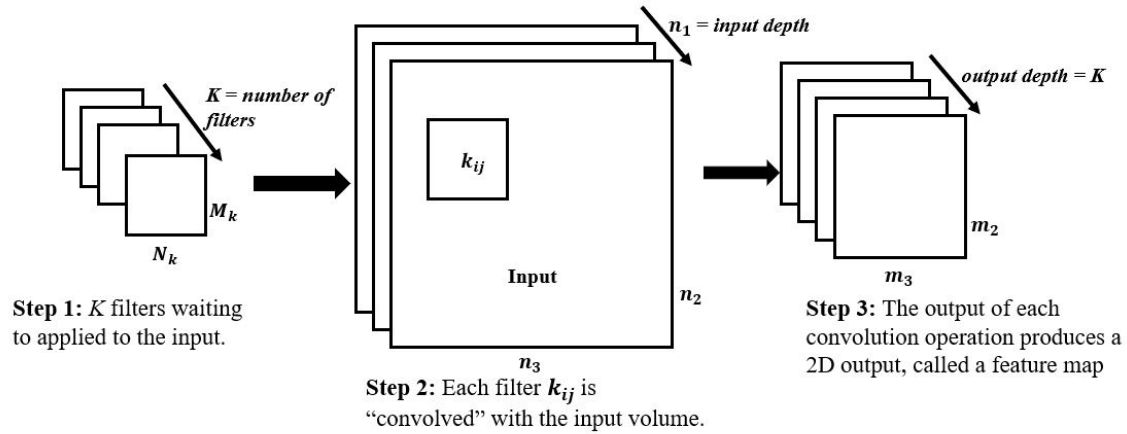 K = number of
filters
M_k
N_k
Step 1: K filters waiting
to applied to the input.
n_1 = input depth
k_ij
Input
n_2
n_3
Step 2: Each filter k_ij is
“convolved” with the input volume.
output depth = K
m_2
m_3
Step 3: The output of each
convolution operation produces a
2D output, called a feature map